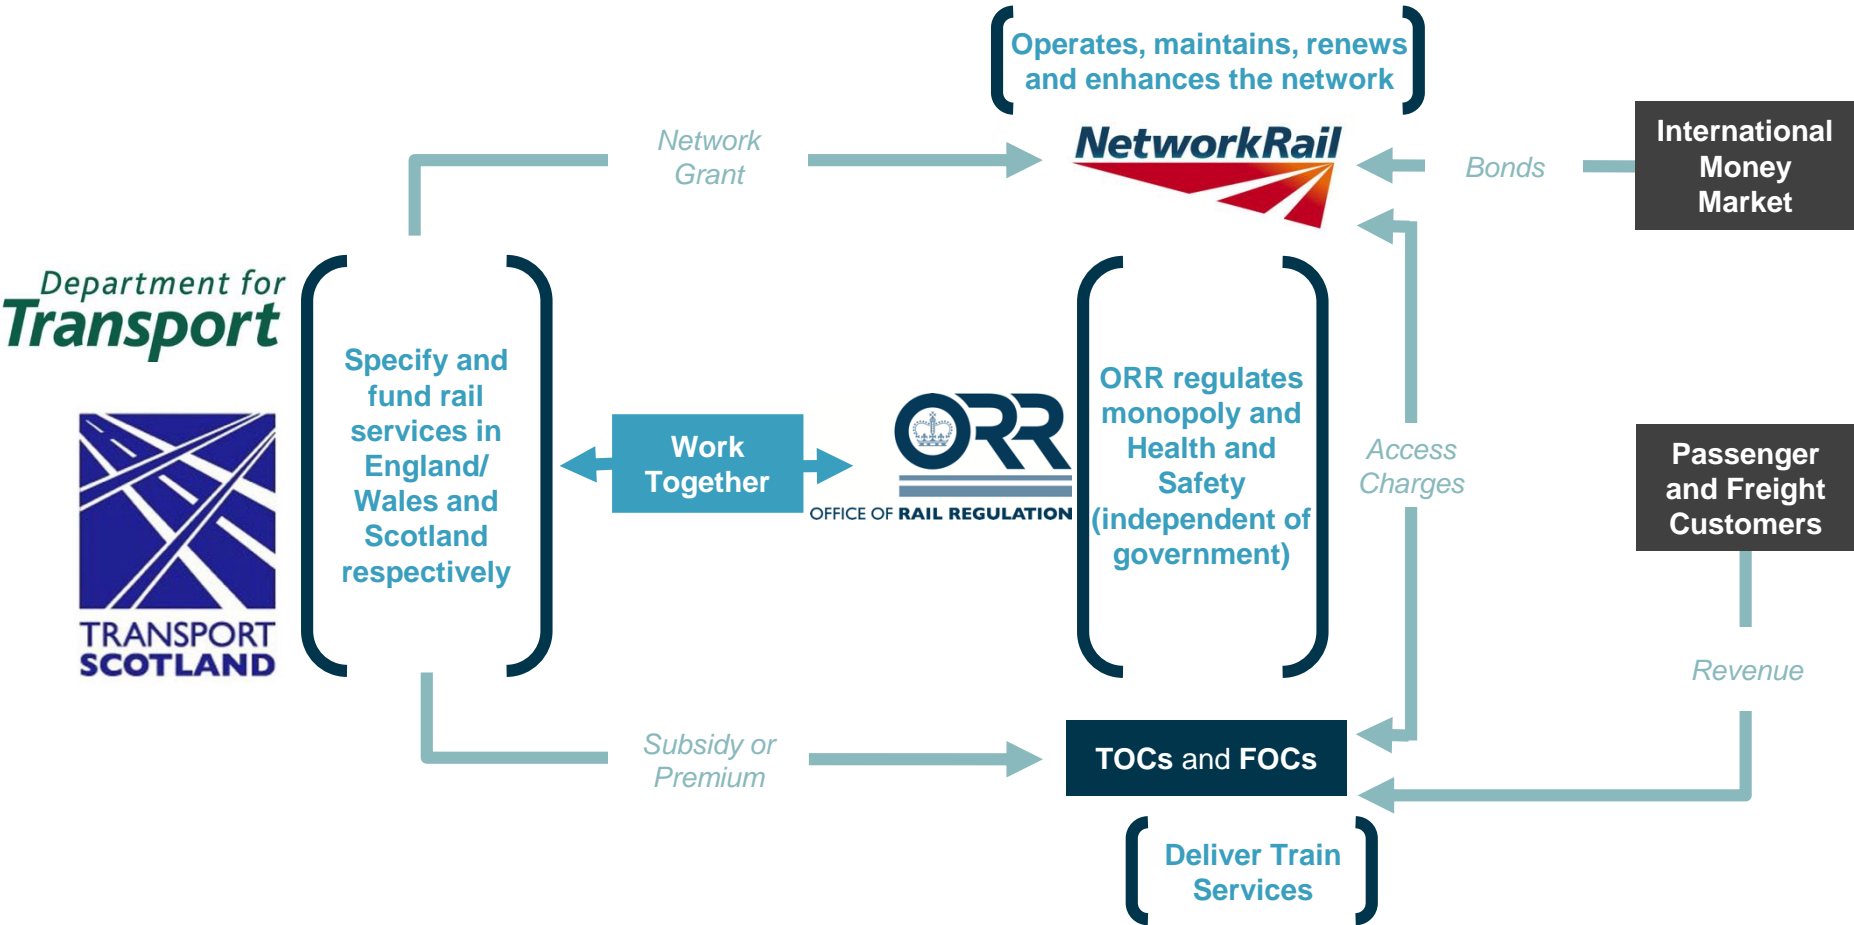 Operates, maintains, renews
and enhances the network
Network
Grant
NetworkRail
Bonds
International
Money
Market
Department for
Transport
TRANSPORT
SCOTLAND
Specify and
fund rail
services in
England/
Wales and
Scotland
respectively
Work
Together
ORR
OFFICE OF RAIL REGULATION
ORR regulates
monopoly and
Health and
Safety
(independent of
government)
Access
Charges
Passenger
and Freight
Customers
Revenue
Subsidy or
Premium
TOCs and FOCs
Deliver Train
Services